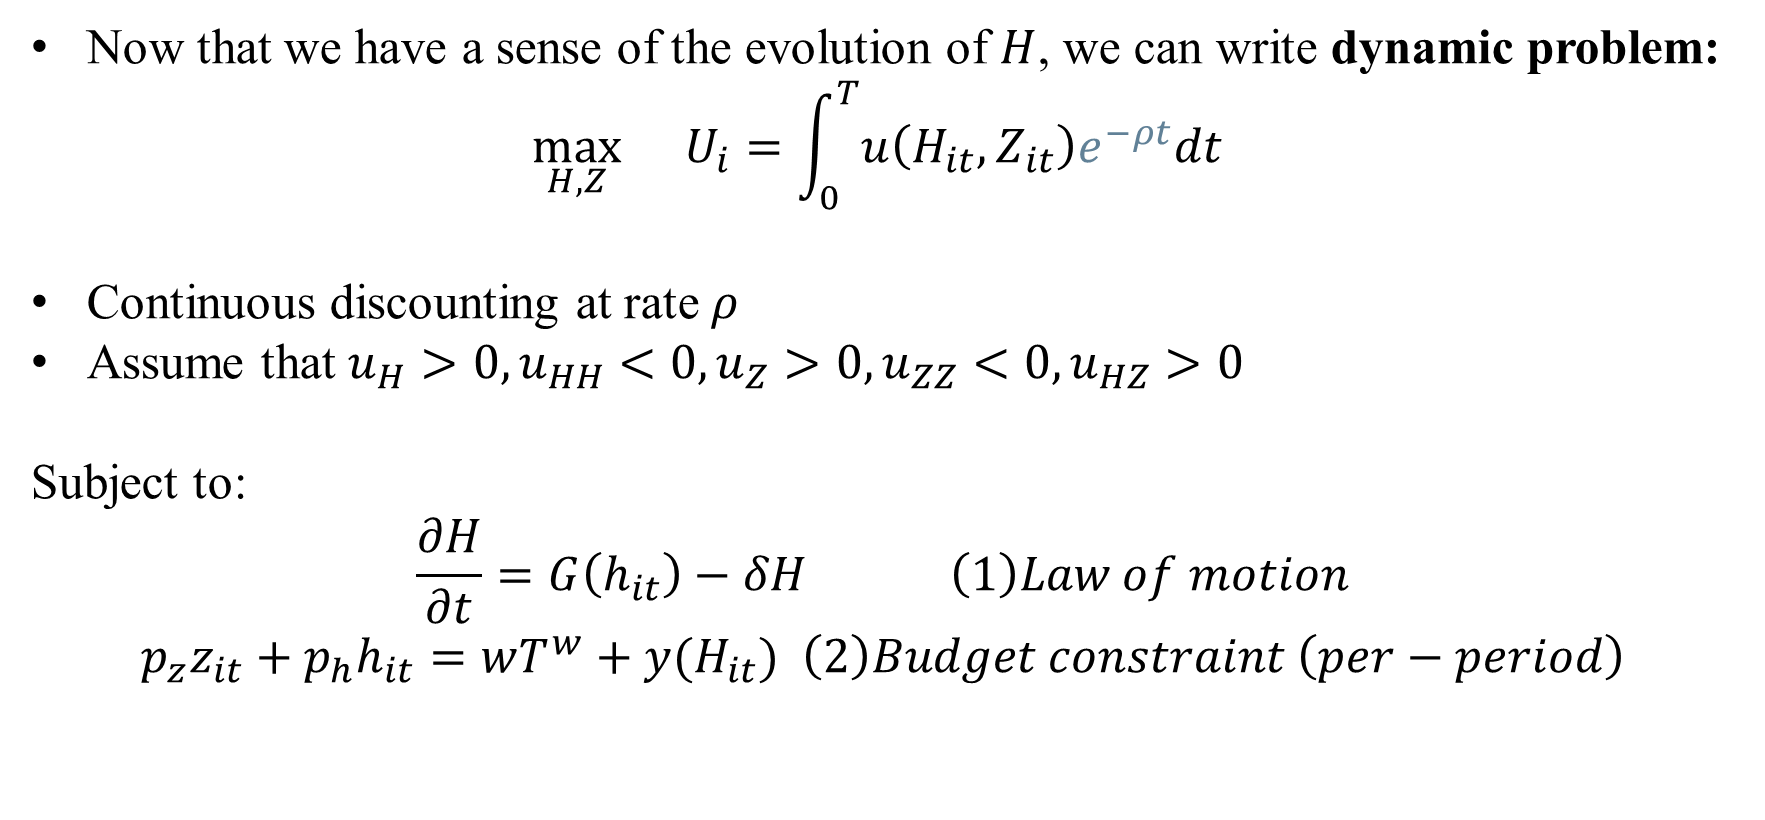 • Now that we have a sense of the evolution of H, we can write dynamic problem:
max H,Z U_i = ∫_0^T u(H_it, Z_it)e^{−ρt} dt
• Continuous discounting at rate ρ
• Assume that u_H > 0, u_HH < 0, u_Z > 0, u_ZZ < 0, u_HZ > 0
Subject to:
∂H/∂t = G(h_it) − δH (1)Law of motion
p_z z_it + p_h h_it = wT^w + y(H_it) (2)Budget constraint (per − period)